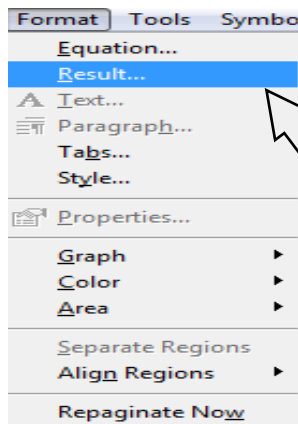 Format Tools Symbo
Equation...
Result...
Text...
Paragraph...
Tabs...
Style...
Properties...
Graph
Color
Area
Separate Regions
Align Regions
Repaginate Now